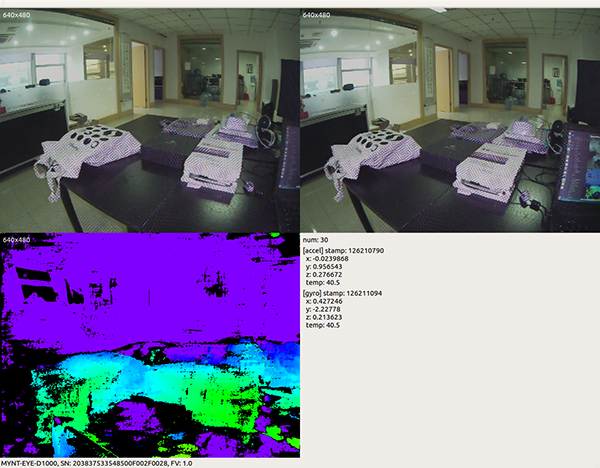 640x480
640x480
640x480
num: 30
[accel] stamp: 126210790
x: -0.0239868
y: 0.956543
z: 0.276672
temp: 40.5
[gyro] stamp: 126211094
x: 0.427246
y: -2.22778
z: 0.213623
temp: 40.5
MYNT-EYE-D1000, SN: 203837533548500F002F0028, FV: 1.0